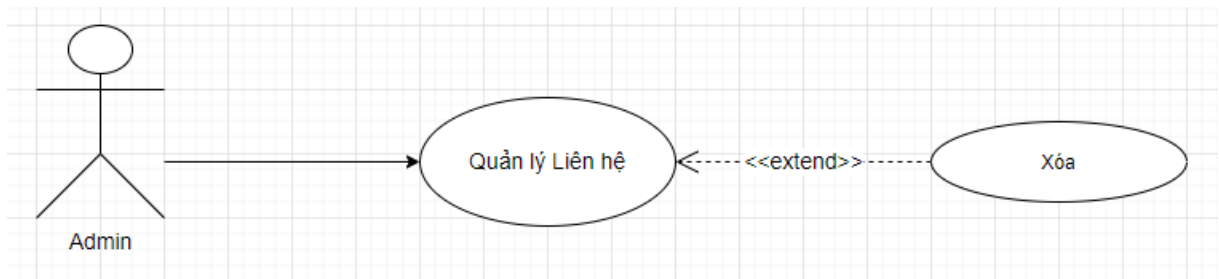 Quản lý Liên hệ
<<extend>>
Xóa
Admin